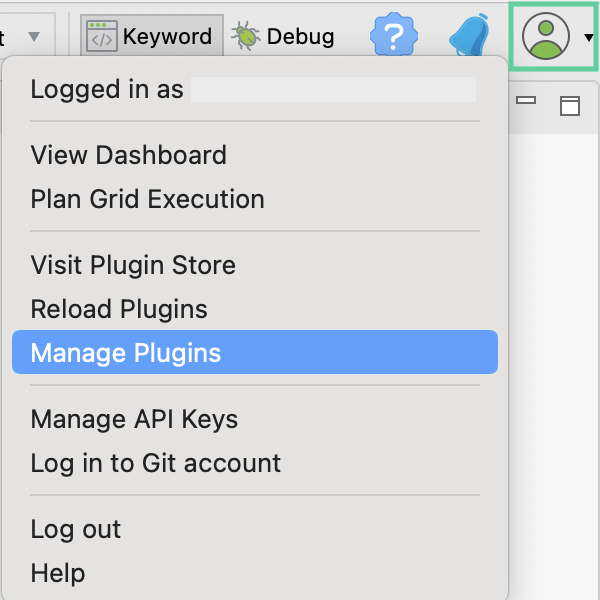 t Keyword Debug
Logged in as
View Dashboard
Plan Grid Execution
Visit Plugin Store
Reload Plugins
Manage Plugins
Manage API Keys
Log in to Git account
Log out
Help